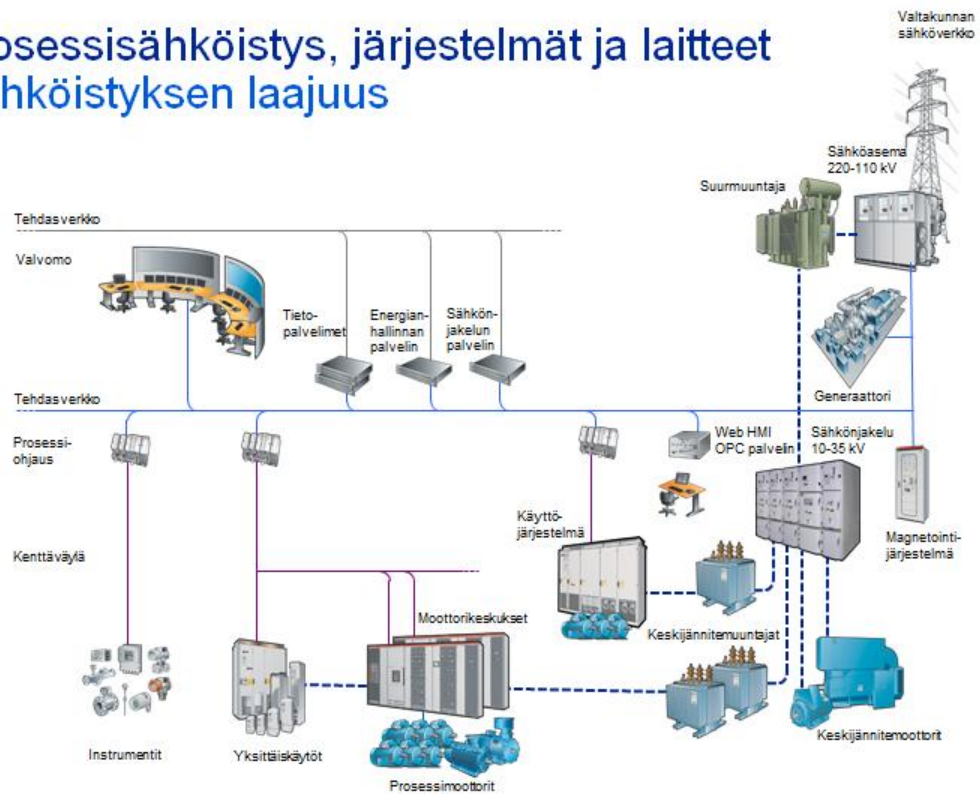 osessisähköistys, järjestelmät ja laitteet
hköistyksen laajuus
Valtakunnan
sähköverkko
Sähköasema
220-110 kV
Suurmuuntaja
Tehdasverkko
Valvomo
Tieto-
palvelimet
Energian-
hallinnan
palvelin
Sähkön-
jakelun
palvelin
Generaattori
Tehdasverkko
Prosessi-
ohjaus
Web HMI
OPC palvelin
Sähkönjakelu
10-35 kV
Käyttö-
järjestelmä
Magnetointi-
järjestelmä
Kenttäväylä
Moottorikeskukset
Keskijännitemuuntajat
Instrumentit
Yksittäiskäytöt
Prosessimoottorit
Keskijännitemoottorit